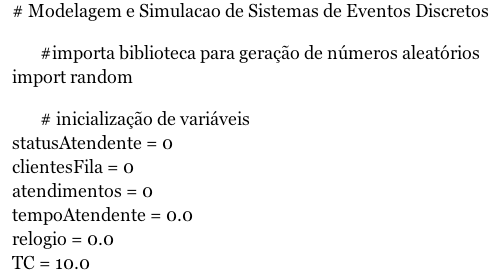 # Modelagem e Simulacao de Sistemas de Eventos Discretos
#importa biblioteca para geração de números aleatórios
import random
# inicialização de variáveis
statusAtendente = 0
clientesFila = 0
atendimentos = 0
tempoAtendente = 0.0
relogio = 0.0
TC = 10.0